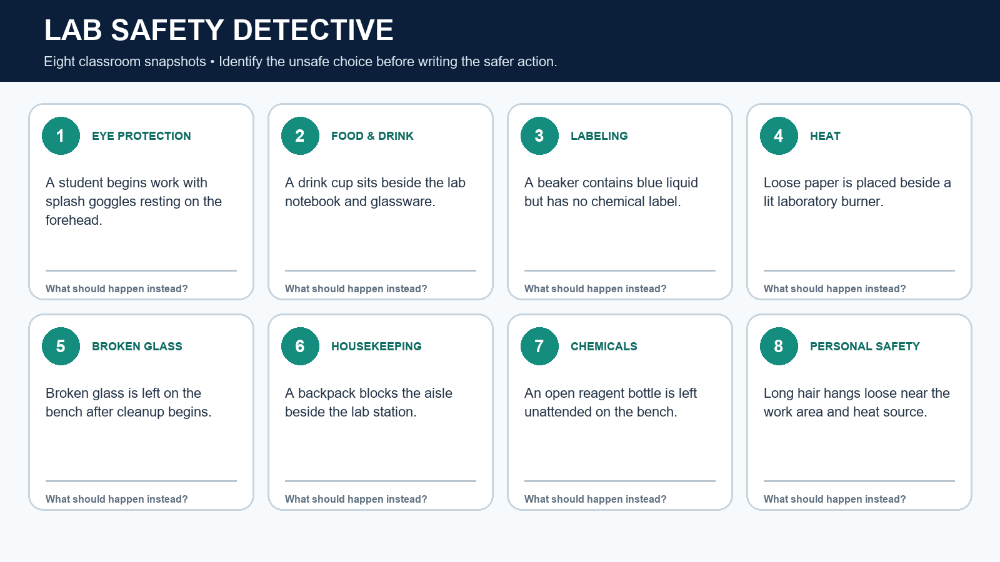 LAB SAFETY DETECTIVE
Eight classroom snapshots • Identify the unsafe choice before writing the safer action.
1 EYE PROTECTION
A student begins work with
splash goggles resting on the
forehead.
What should happen instead?
2 FOOD & DRINK
A drink cup sits beside the lab
notebook and glassware.
What should happen instead?
3 LABELING
A beaker contains blue liquid
but has no chemical label.
What should happen instead?
4 HEAT
Loose paper is placed beside a
lit laboratory burner.
What should happen instead?
5 BROKEN GLASS
Broken glass is left on the
bench after cleanup begins.
What should happen instead?
6 HOUSEKEEPING
A backpack blocks the aisle
beside the lab station.
What should happen instead?
7 CHEMICALS
An open reagent bottle is left
unattended on the bench.
What should happen instead?
8 PERSONAL SAFETY
Long hair hangs loose near the
work area and heat source.
What should happen instead?